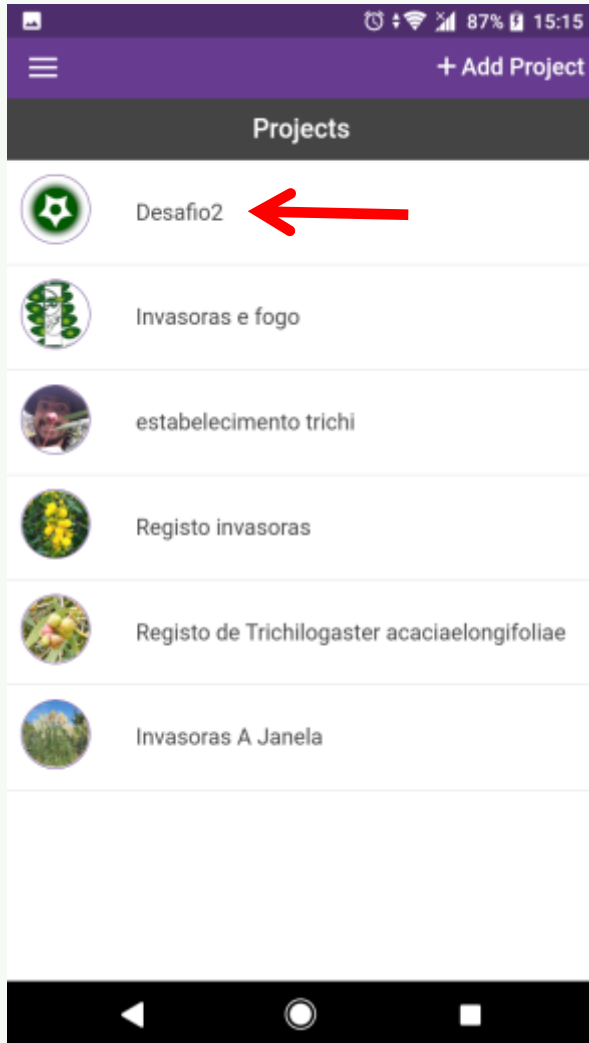 87% 15:15
+ Add Project
Projects
Desafio2
Invasoras e fogo
estabelecimento trichi
Registo invasoras
Registo de Trichilogaster acaciaelongifoliae
Invasoras A Janela